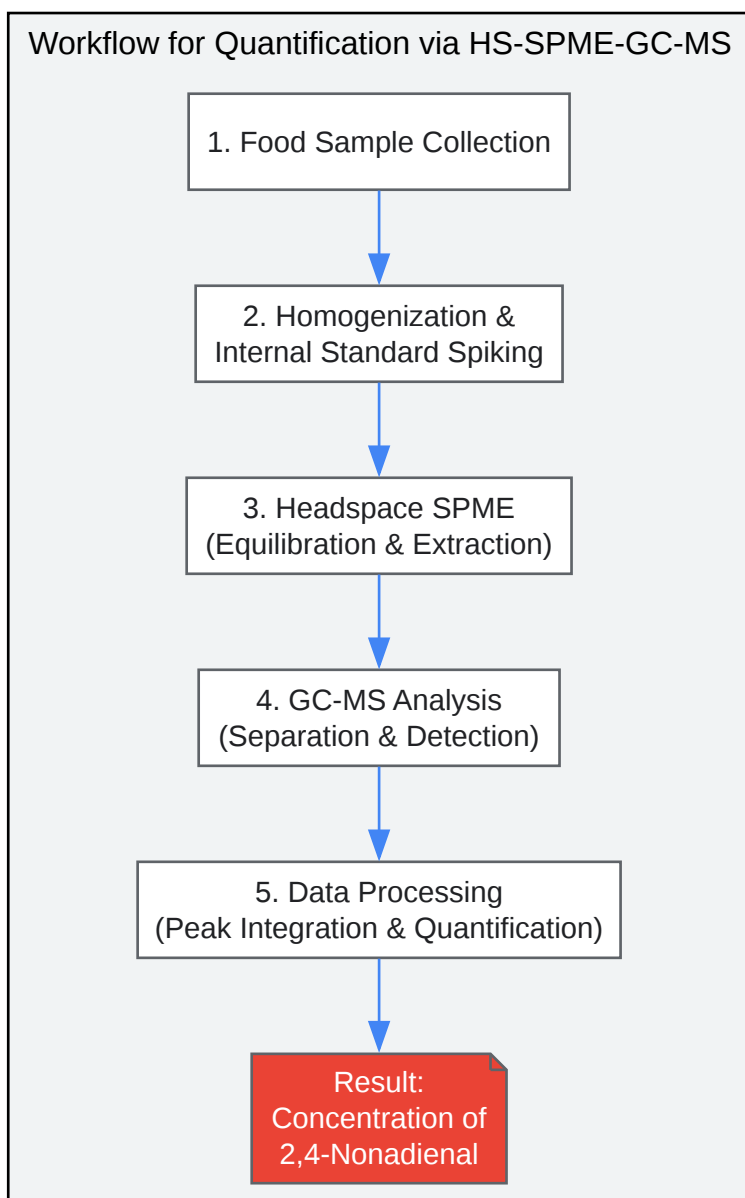 Workflow for Quantification via HS-SPME-GC-MS
1. Food Sample Collection
2. Homogenization &
Internal Standard Spiking
3. Headspace SPME
(Equilibration & Extraction)
4. GC-MS Analysis
(Separation & Detection)
5. Data Processing
(Peak Integration & Quantification)
Result:
Concentration of
2,4-Nonadienal